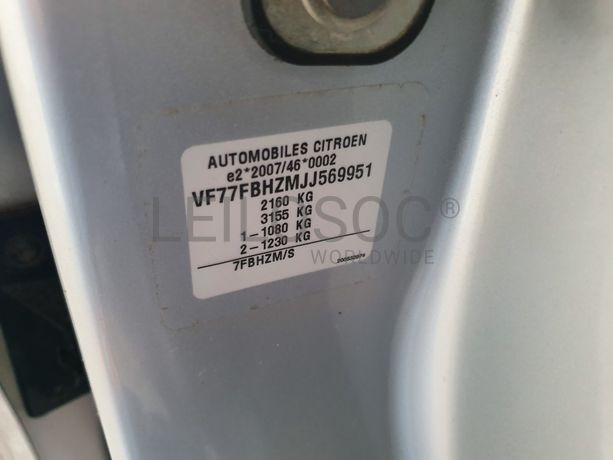 AUTOMOBILES CITROEN
e2*2007/46*0002
VF77FBHZMJJ569951
2160 KG
3155 KG
1-1080 KG
2-1230 KG
7FBHZM/S
LEILOSOC®
WORLDWIDE